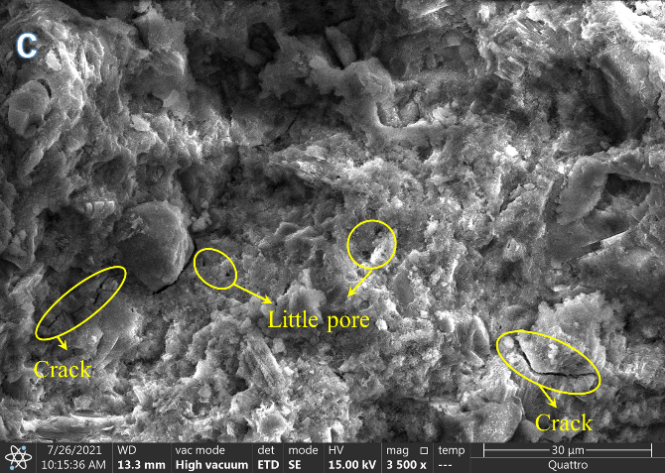 C
Little pore
Crack
Crack
7/26/2021 WD vac mode det mode HV mag □ temp 30 µm
10:15:36 AM 13.3 mm High vacuum ETD SE 15.00 kV 3 500 x --- Quattro